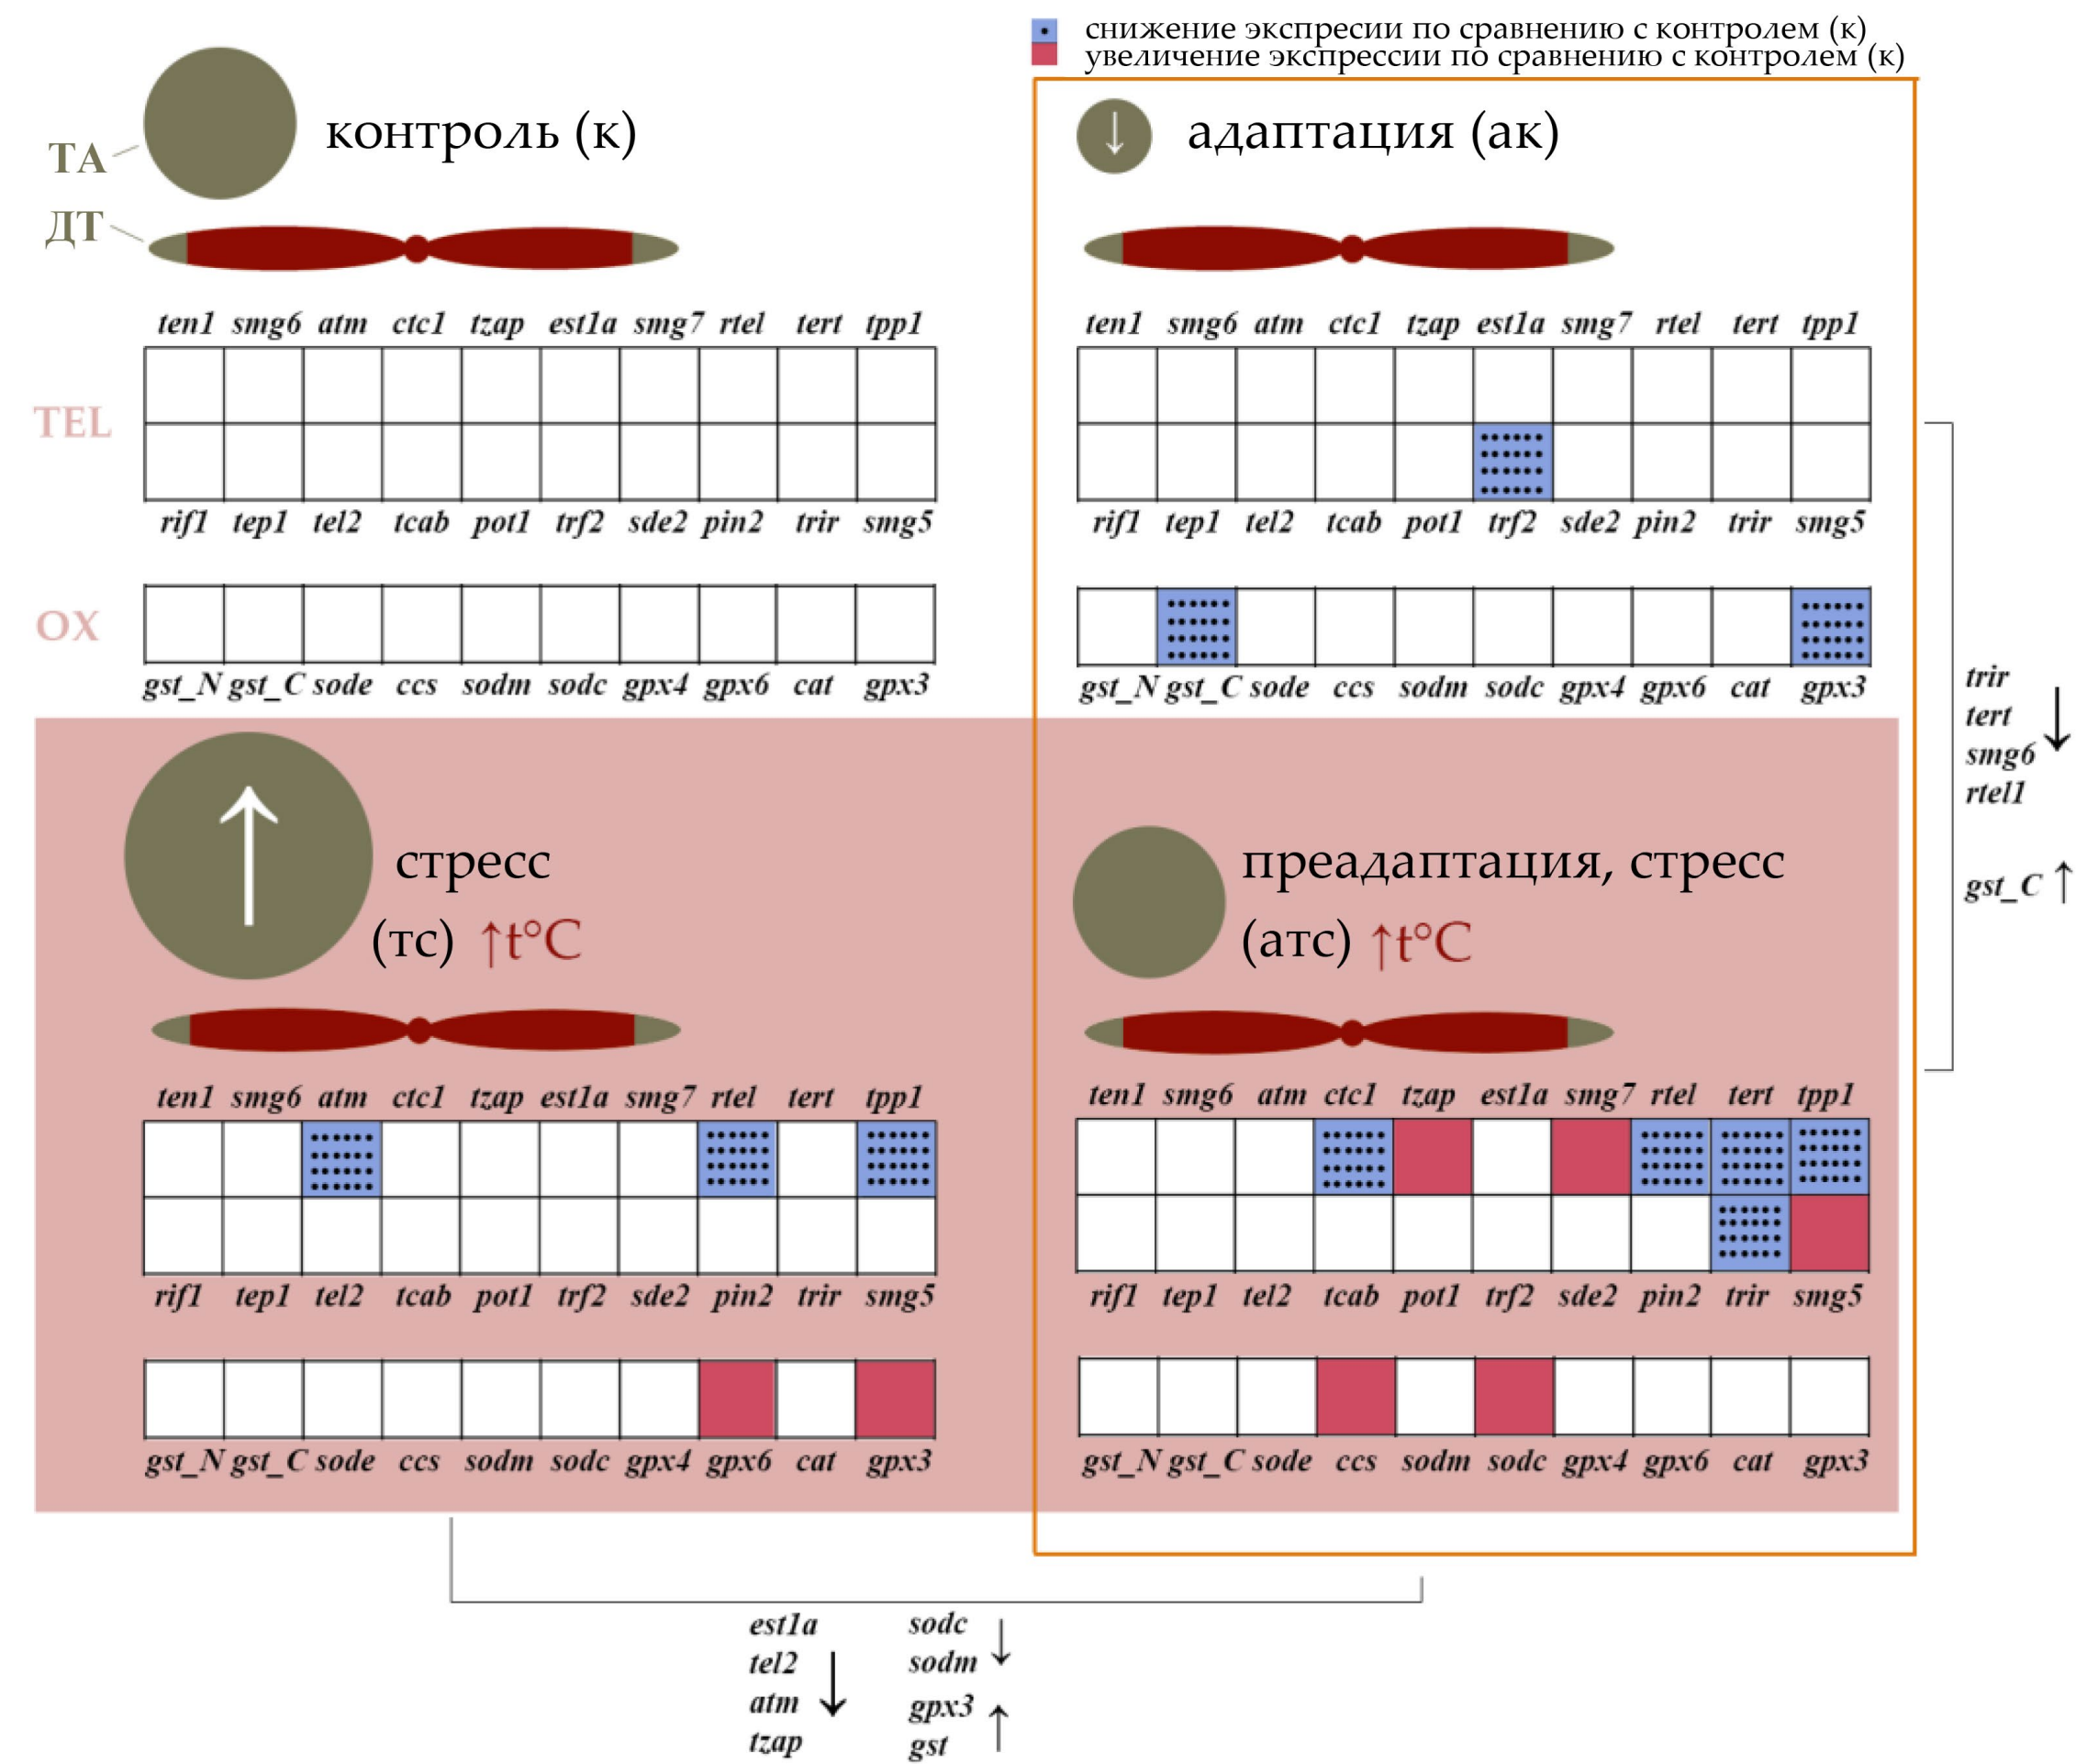 снижение экспресии по сравнению с контролем (к)
увеличение экспрессии по сравнению с контролем (к)
контроль (к)
ТА
ДТ
ten1 smg6 atm ctc1 tzap est1a smg7 rtel tert tpp1
TEL
rif1 tep1 tel2 tcab pot1 trf2 sde2 pin2 trir smg5
OX
gst_N gst_C sode ccs sodm sodc gpx4 gpx6 cat gpx3
↓ адаптация (ак)
ten1 smg6 atm ctc1 tzap est1a smg7 rtel tert tpp1
rif1 tep1 tel2 tcab pot1 trf2 sde2 pin2 trir smg5
gst_N gst_C sode ccs sodm sodc gpx4 gpx6 cat gpx3
↑ стресс
(тс) ↑t°C
ten1 smg6 atm ctc1 tzap est1a smg7 rtel tert tpp1
rif1 tep1 tel2 tcab pot1 trf2 sde2 pin2 trir smg5
gst_N gst_C sode ccs sodm sodc gpx4 gpx6 cat gpx3
преадаптация, стресс
(атс) ↑t°C
ten1 smg6 atm ctc1 tzap est1a smg7 rtel tert tpp1
rif1 tep1 tel2 tcab pot1 trf2 sde2 pin2 trir smg5
gst_N gst_C sode ccs sodm sodc gpx4 gpx6 cat gpx3
trir
tert ↓
smg6
rtel1
gst_C ↑
est1a
tel2
atm ↓
tzap
sodc ↓
sodm
gpx3 ↑
gst